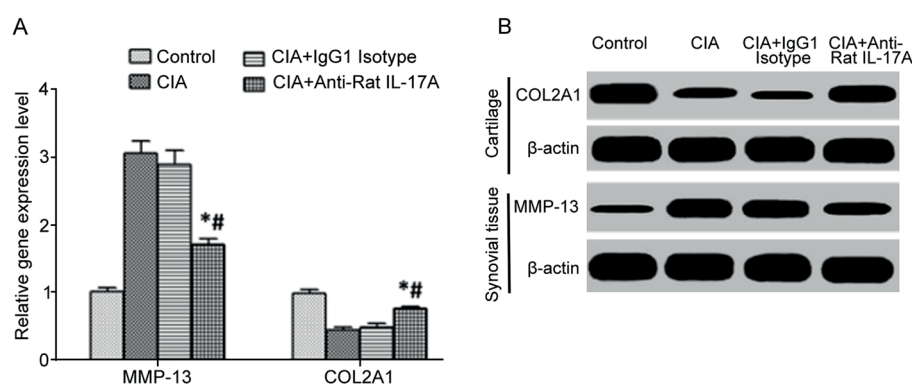 A
Control
CIA
CIA+IgG1 Isotype
CIA+Anti-Rat IL-17A
Relative gene expression level
4
3
2
1
0
*#
*#
MMP-13
COL2A1
B
Control
CIA
CIA+IgG1
Isotype
CIA+Anti-
Rat IL-17A
Cartilage
COL2A1
β-actin
Synovial tissue
MMP-13
β-actin